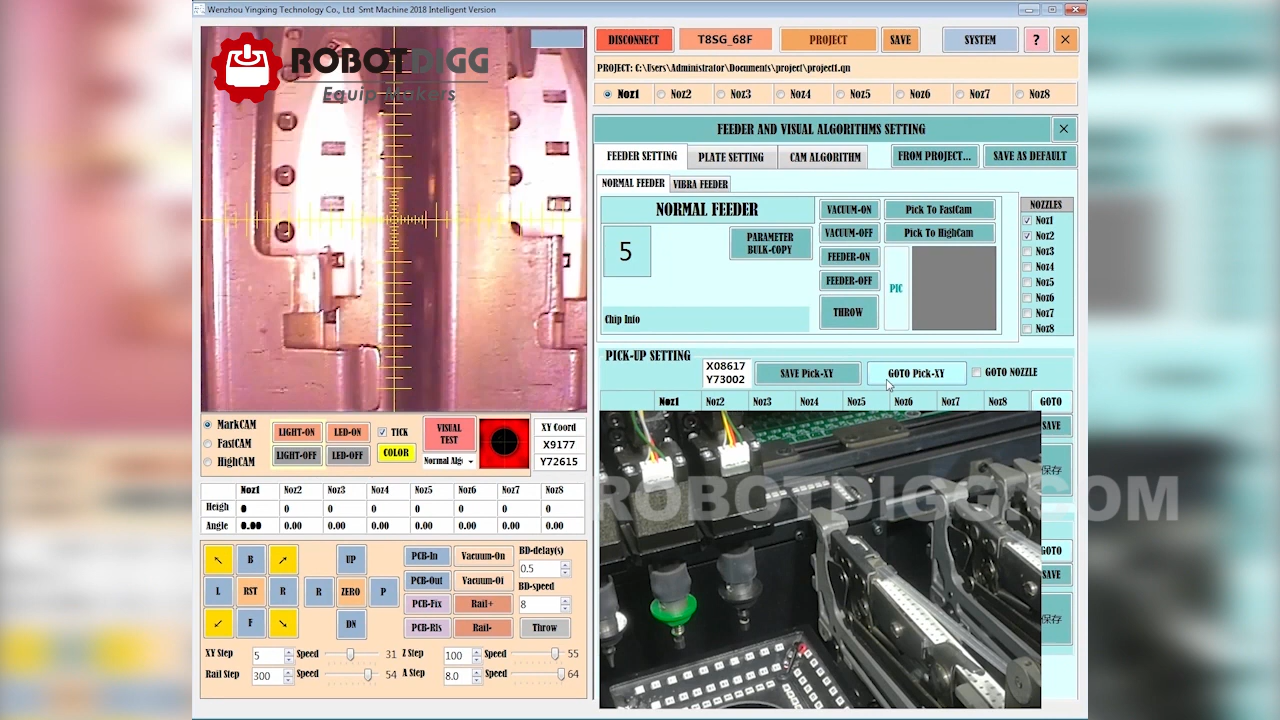 Wenzhou Yingxing Technology Co., Ltd Smt Machine 2018 Intelligent Version
ROBOTDIGG
Equip Makers
DISCONNECT T8SG_68F PROJECT SAVE SYSTEM ?
PROJECT: C:\Users\Administrator\Documents\project\project1.qn
Noz1 Noz2 Noz3 Noz4 Noz5 Noz6 Noz7 Noz8
FEEDER AND VISUAL ALGORITHMS SETTING
FEEDER SETTING PLATE SETTING CAM ALGORITHM FROM PROJECT... SAVE AS DEFAULT
NORMAL FEEDER VIBRA FEEDER
NORMAL FEEDER
5
PARAMETER
BULK-COPY
Chip Info
VACUUM-ON
VACUUM-OFF
FEEDER-ON
FEEDER-OFF
THROW
Pick To FastCam
Pick To HighCam
PIC
NOZZLES
Noz1
Noz2
Noz3
Noz4
Noz5
Noz6
Noz7
Noz8
PICK-UP SETTING
X08617
Y73002
SAVE Pick-XY GOTO Pick-XY GOTO NOZZLE
Noz1 Noz2 Noz3 Noz4 Noz5 Noz6 Noz7 Noz8 GOTO
SAVE
保存
GOTO
SAVE
保存
ROBOTDIGG.COM
MarkCAM
FastCAM
HighCAM
LIGHT-ON LED-ON
LIGHT-OFF LED-OFF
TICK
COLOR
VISUAL
TEST
Normal Alg
XY Coord
X9177
Y72615
Noz1 Noz2 Noz3 Noz4 Noz5 Noz6 Noz7 Noz8
Heigh 0 0 0 0 0 0 0 0
Angle 0.00 0.00 0.00 0.00 0.00 0.00 0.00 0.00
B
L RST R
F
UP
R ZERO P
DN
PCB-In Vacuum-On
PCB-Out Vacuum-Of
PCB-Fix Rail+
PCB-Rls Rail-
BD-delay(s)
0.5
BD-speed
8
Throw
XY Step 5 Speed 31 Z Step 100 Speed 55
Rail Step 300 Speed 54 A Step 8.0 Speed 64